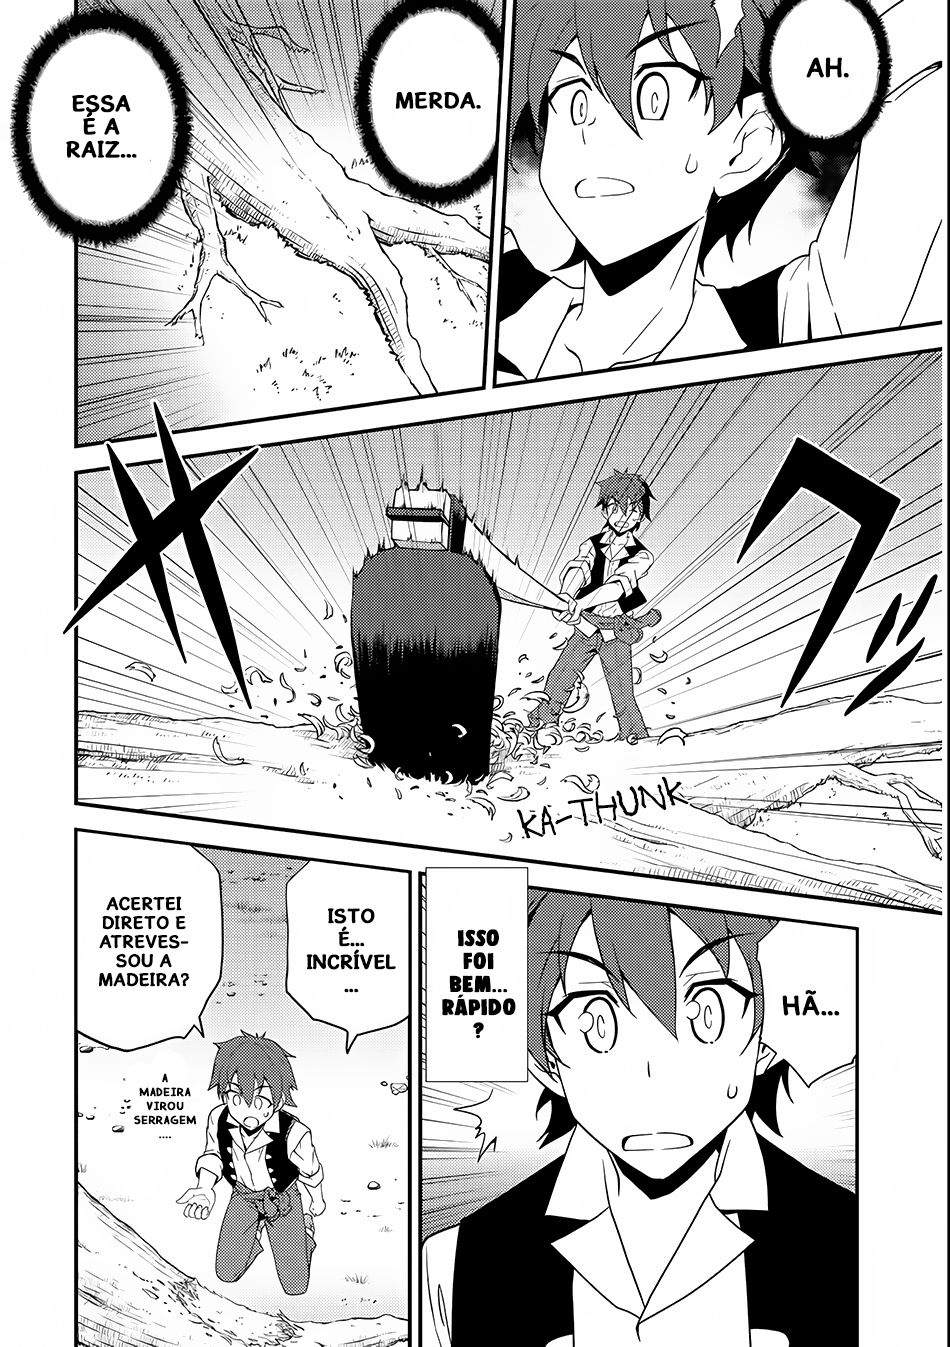 AH.
MERDA.
ESSA
É A
RAIZ...
KA-THUNK
HÃ...
ISSO
FOI
BEM...
RÁPIDO
?
ISTO
É...
INCRÍVEL
...
ACERTEI
DIRETO E
ATREVES-
SOU A
MADEIRA?
A
MADEIRA
VIROU
SERRAGEM
....